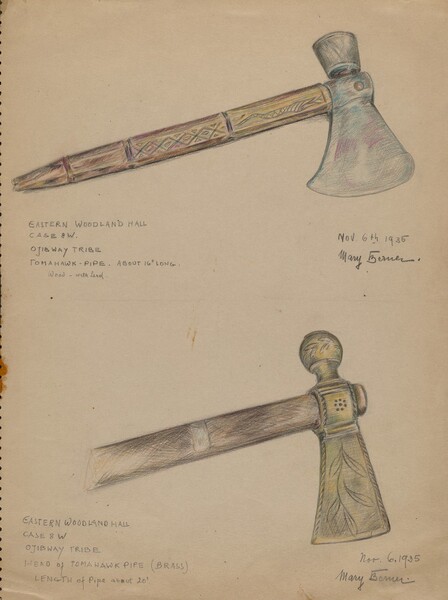 EASTERN WOODLAND HALL
CASE 8W.
OJIBWAY TRIBE
TOMAHAWK-PIPE. ABOUT 16" LONG.
Wood - with lead.
NOV. 6th 1935
Mary Berner.
EASTERN WOODLAND HALL
CASE 8W
OJIBWAY TRIBE
of TOMAHAWK PIPE (BRASS)
LENGTH of Pipe about 20"
Nov. 6, 1935
Mary Berner.